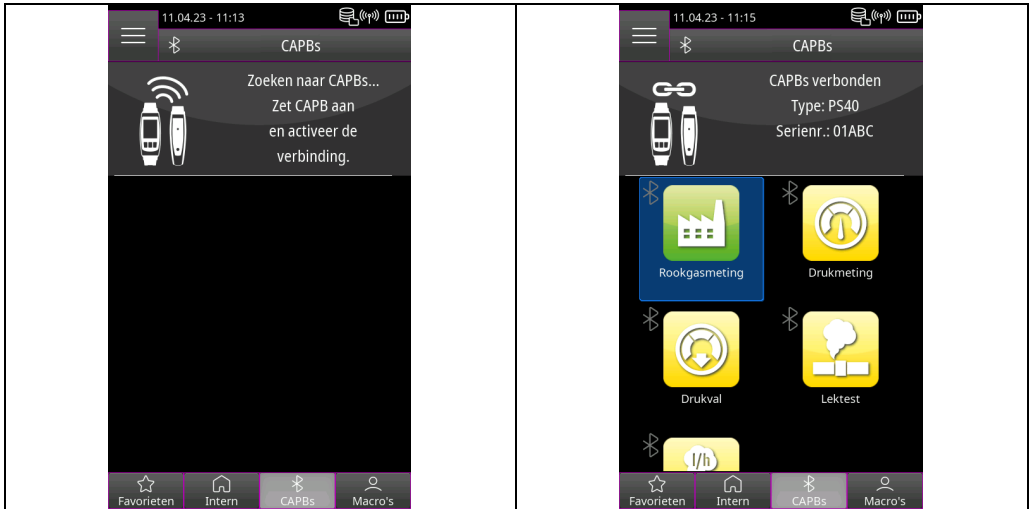 11.04.23 - 11:13
CAPBs
Zoeken naar CAPBs...
Zet CAPB aan
en activeer de
verbinding.
Favorieten
Intern
CAPBs
Macro's
11.04.23 - 11:15
CAPBs
CAPBs verbonden
Type: PS40
Serienr.: 01ABC
Rookgasmeting
Drukmeting
Drukval
Lektest
l/h
Favorieten
Intern
CAPBs
Macro's